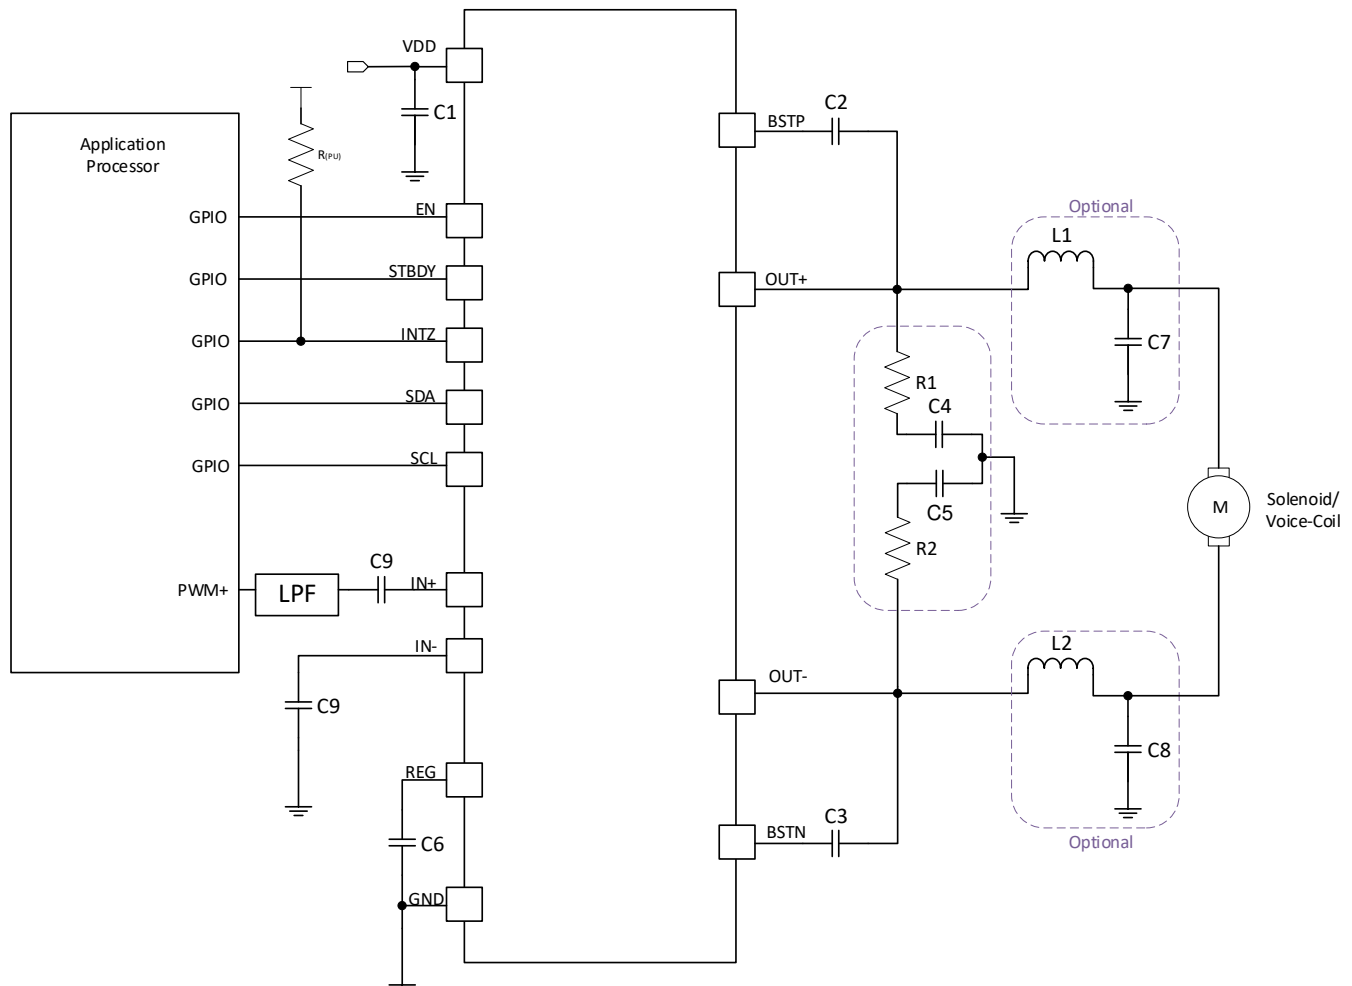 VDD
C1
C2
BSTP
Application
Processor
R(PU)
GPIO
EN
Optional
L1
GPIO
STBDY
OUT+
GPIO
INTZ
C7
R1
GPIO
SDA
C4
GPIO
SCL
C5
M
Solenoid/
Voice-Coil
R2
PWM+
LPF
C9
IN+
IN-
C9
L2
OUT-
C8
REG
C6
C3
BSTN
Optional
GND